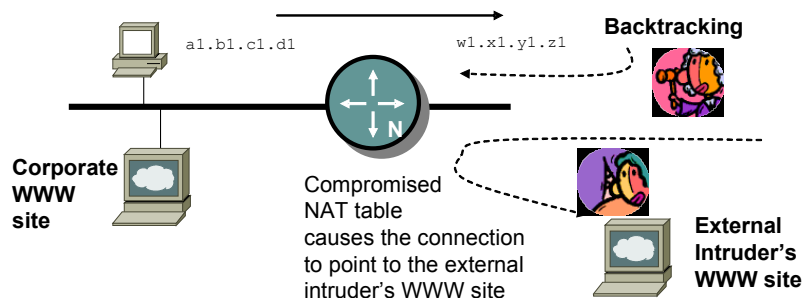 a1.b1.c1.d1
w1.x1.y1.z1
Backtracking
N
Corporate
WWW
site
Compromised
NAT table
causes the connection
to point to the external
intruder's WWW site
External
Intruder's
WWW site